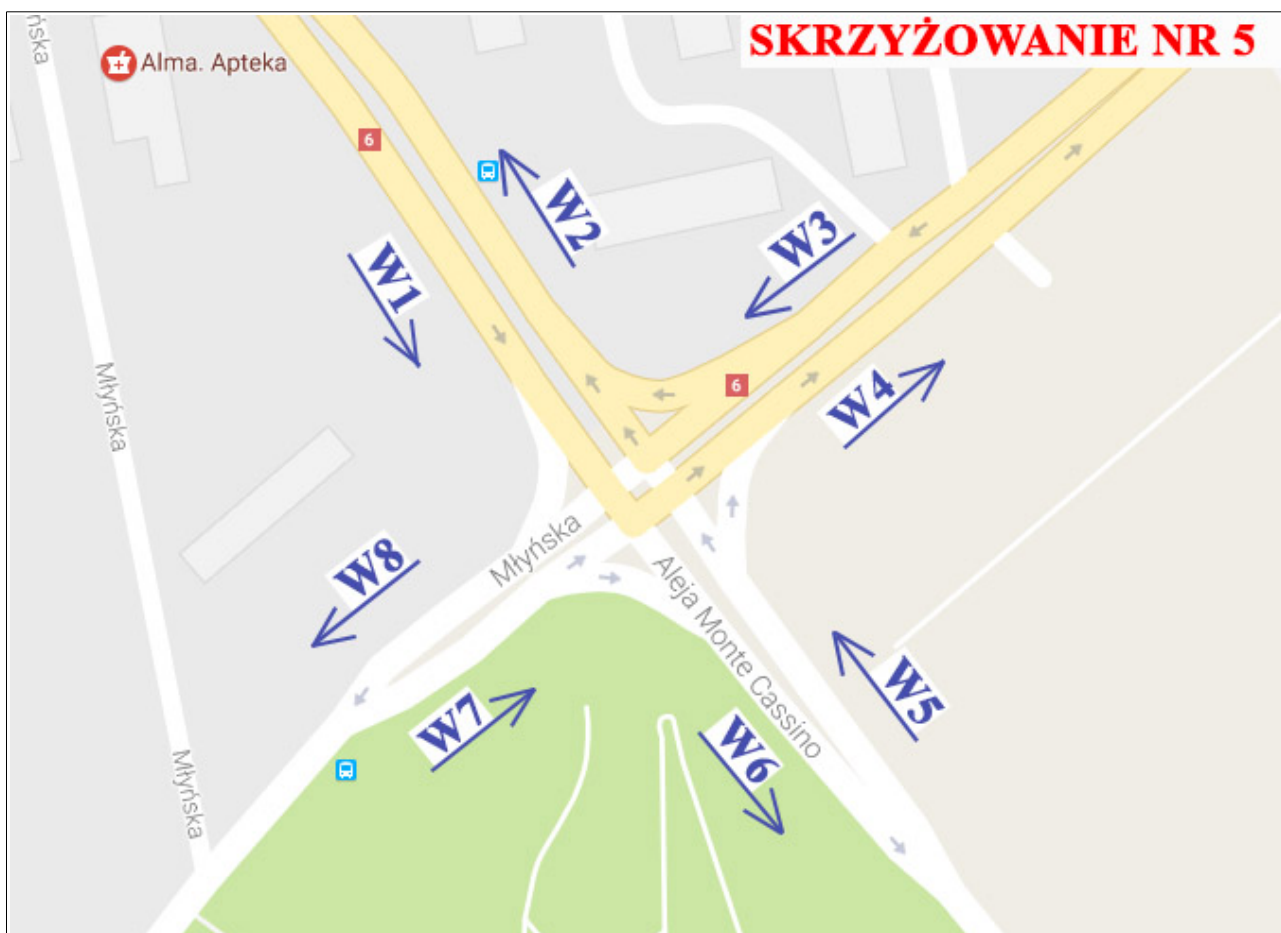 SKRZYŻOWANIE NR 5
ńska
Alma. Apteka
6
W2
W3
W1
Młyńska
6
W4
Młyńska
W8
Aleja Monte Cassino
W5
W7
W6
Młyńska